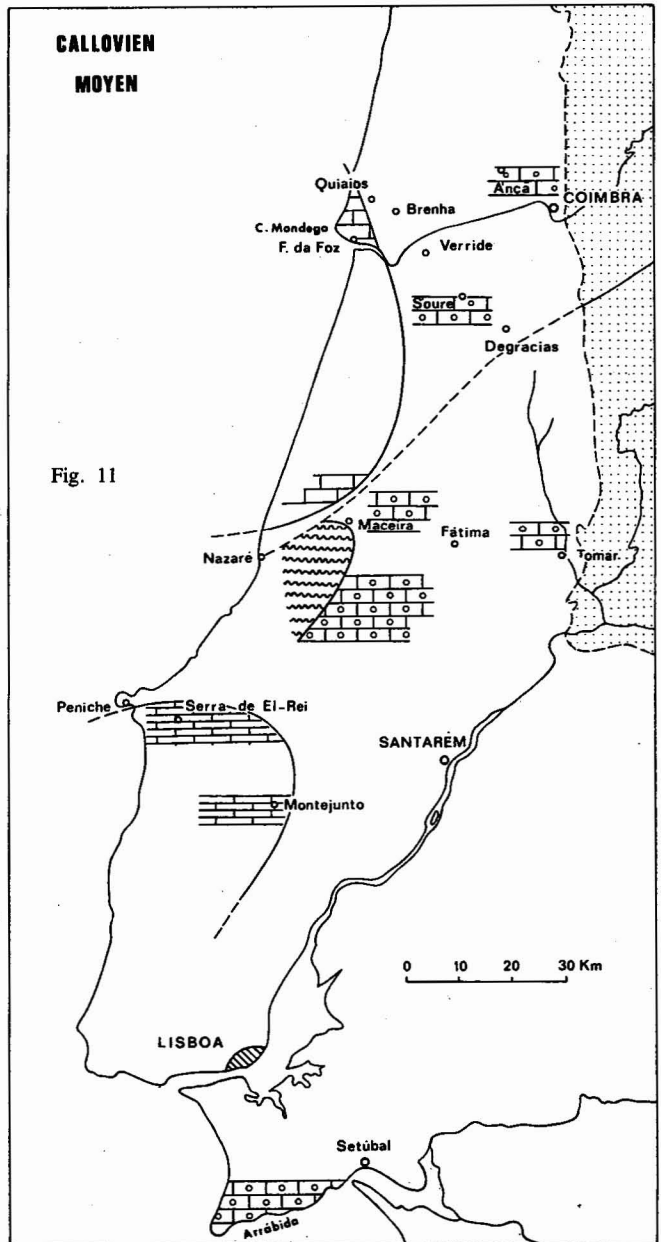 CALLOVIEN
MOYEN
Quiaios
Ançã
COIMBRA
Brenha
C. Mondego
F. da Foz
Verride
Soure
Degracias
Fig. 11
Maceira
Fátima
Nazaré
Tomar.
Peniche
Serra de El-Rei
SANTARÉM
Montejunto
0 10 20 30 Km
LISBOA
Setúbal
Arrábida